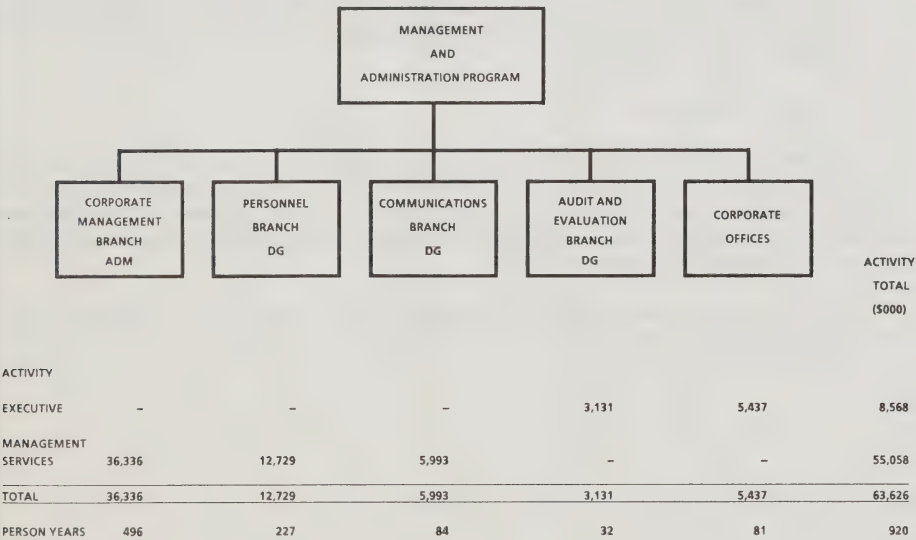 MANAGEMENT
AND
ADMINISTRATION PROGRAM
CORPORATE
MANAGEMENT
BRANCH
ADM
PERSONNEL
BRANCH
DG
COMMUNICATIONS
BRANCH
DG
AUDIT AND
EVALUATION
BRANCH
DG
CORPORATE
OFFICES
ACTIVITY
TOTAL
($000)
ACTIVITY
EXECUTIVE – – – 3,131 5,437 8,568
MANAGEMENT
SERVICES 36,336 12,729 5,993 – – 55,058
TOTAL 36,336 12,729 5,993 3,131 5,437 63,626
PERSON YEARS 496 227 84 32 81 920